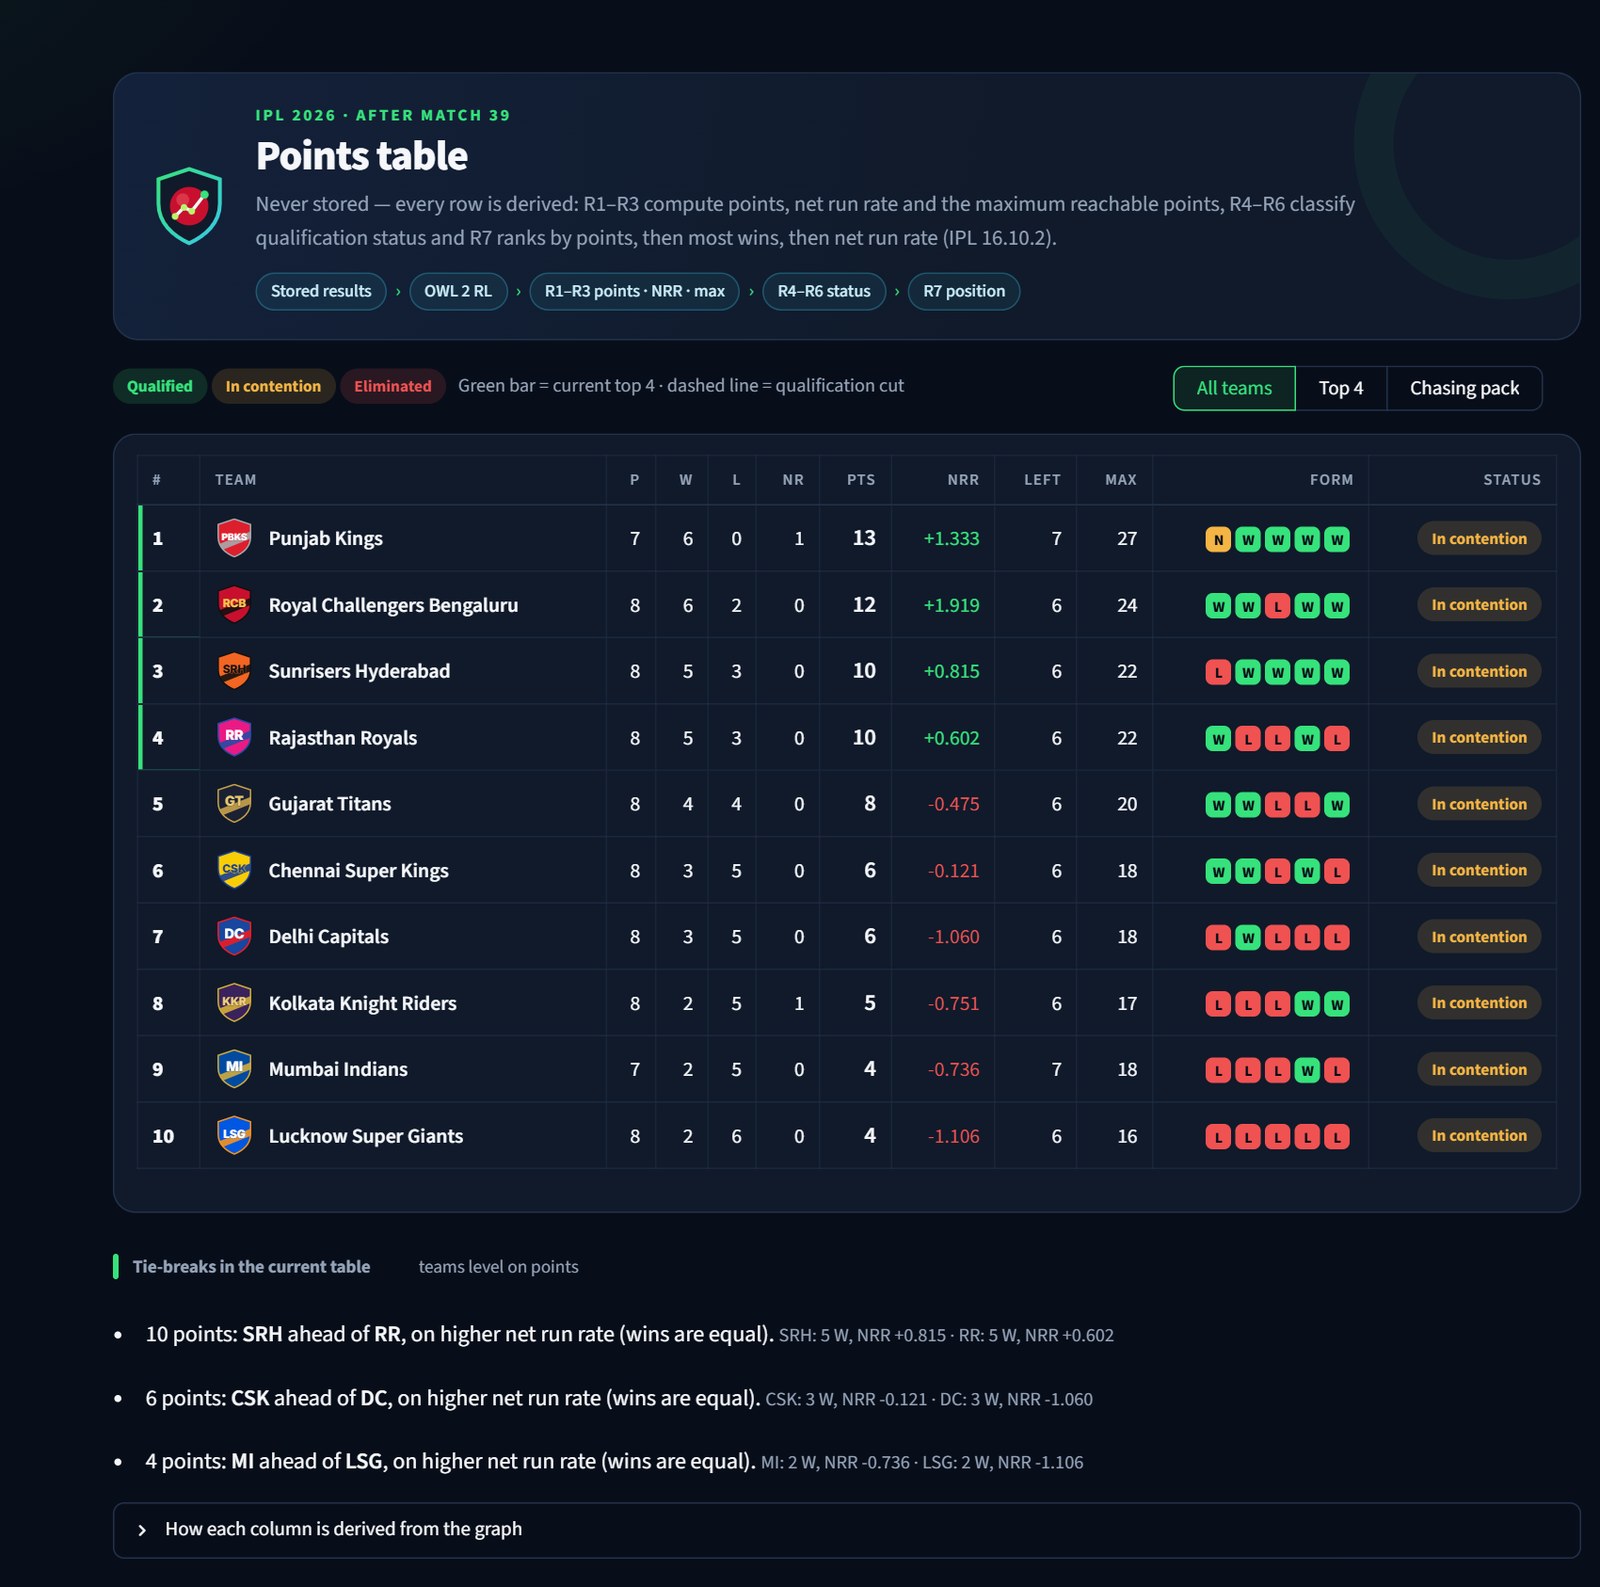 IPL 2026 · AFTER MATCH 39
Points table
Never stored — every row is derived: R1–R3 compute points, net run rate and the maximum reachable points, R4–R6 classify
qualification status and R7 ranks by points, then most wins, then net run rate (IPL 16.10.2).
Stored results › OWL 2 RL › R1–R3 points · NRR · max › R4–R6 status › R7 position
Qualified In contention Eliminated Green bar = current top 4 · dashed line = qualification cut All teams Top 4 Chasing pack
# TEAM P W L NR PTS NRR LEFT MAX FORM STATUS
1 PBKS Punjab Kings 7 6 0 1 13 +1.333 7 27 N W W W W In contention
2 RCB Royal Challengers Bengaluru 8 6 2 0 12 +1.919 6 24 W W L W W In contention
3 SRH Sunrisers Hyderabad 8 5 3 0 10 +0.815 6 22 L W W W W In contention
4 RR Rajasthan Royals 8 5 3 0 10 +0.602 6 22 W L L W L In contention
5 GT Gujarat Titans 8 4 4 0 8 -0.475 6 20 W W L L W In contention
6 CSK Chennai Super Kings 8 3 5 0 6 -0.121 6 18 W W L W L In contention
7 DC Delhi Capitals 8 3 5 0 6 -1.060 6 18 L W L L L In contention
8 KKR Kolkata Knight Riders 8 2 5 1 5 -0.751 6 17 L L L W W In contention
9 MI Mumbai Indians 7 2 5 0 4 -0.736 7 18 L L L W L In contention
10 LSG Lucknow Super Giants 8 2 6 0 4 -1.106 6 16 L L L L L In contention
Tie-breaks in the current table teams level on points
• 10 points: SRH ahead of RR, on higher net run rate (wins are equal). SRH: 5 W, NRR +0.815 · RR: 5 W, NRR +0.602
• 6 points: CSK ahead of DC, on higher net run rate (wins are equal). CSK: 3 W, NRR -0.121 · DC: 3 W, NRR -1.060
• 4 points: MI ahead of LSG, on higher net run rate (wins are equal). MI: 2 W, NRR -0.736 · LSG: 2 W, NRR -1.106
› How each column is derived from the graph